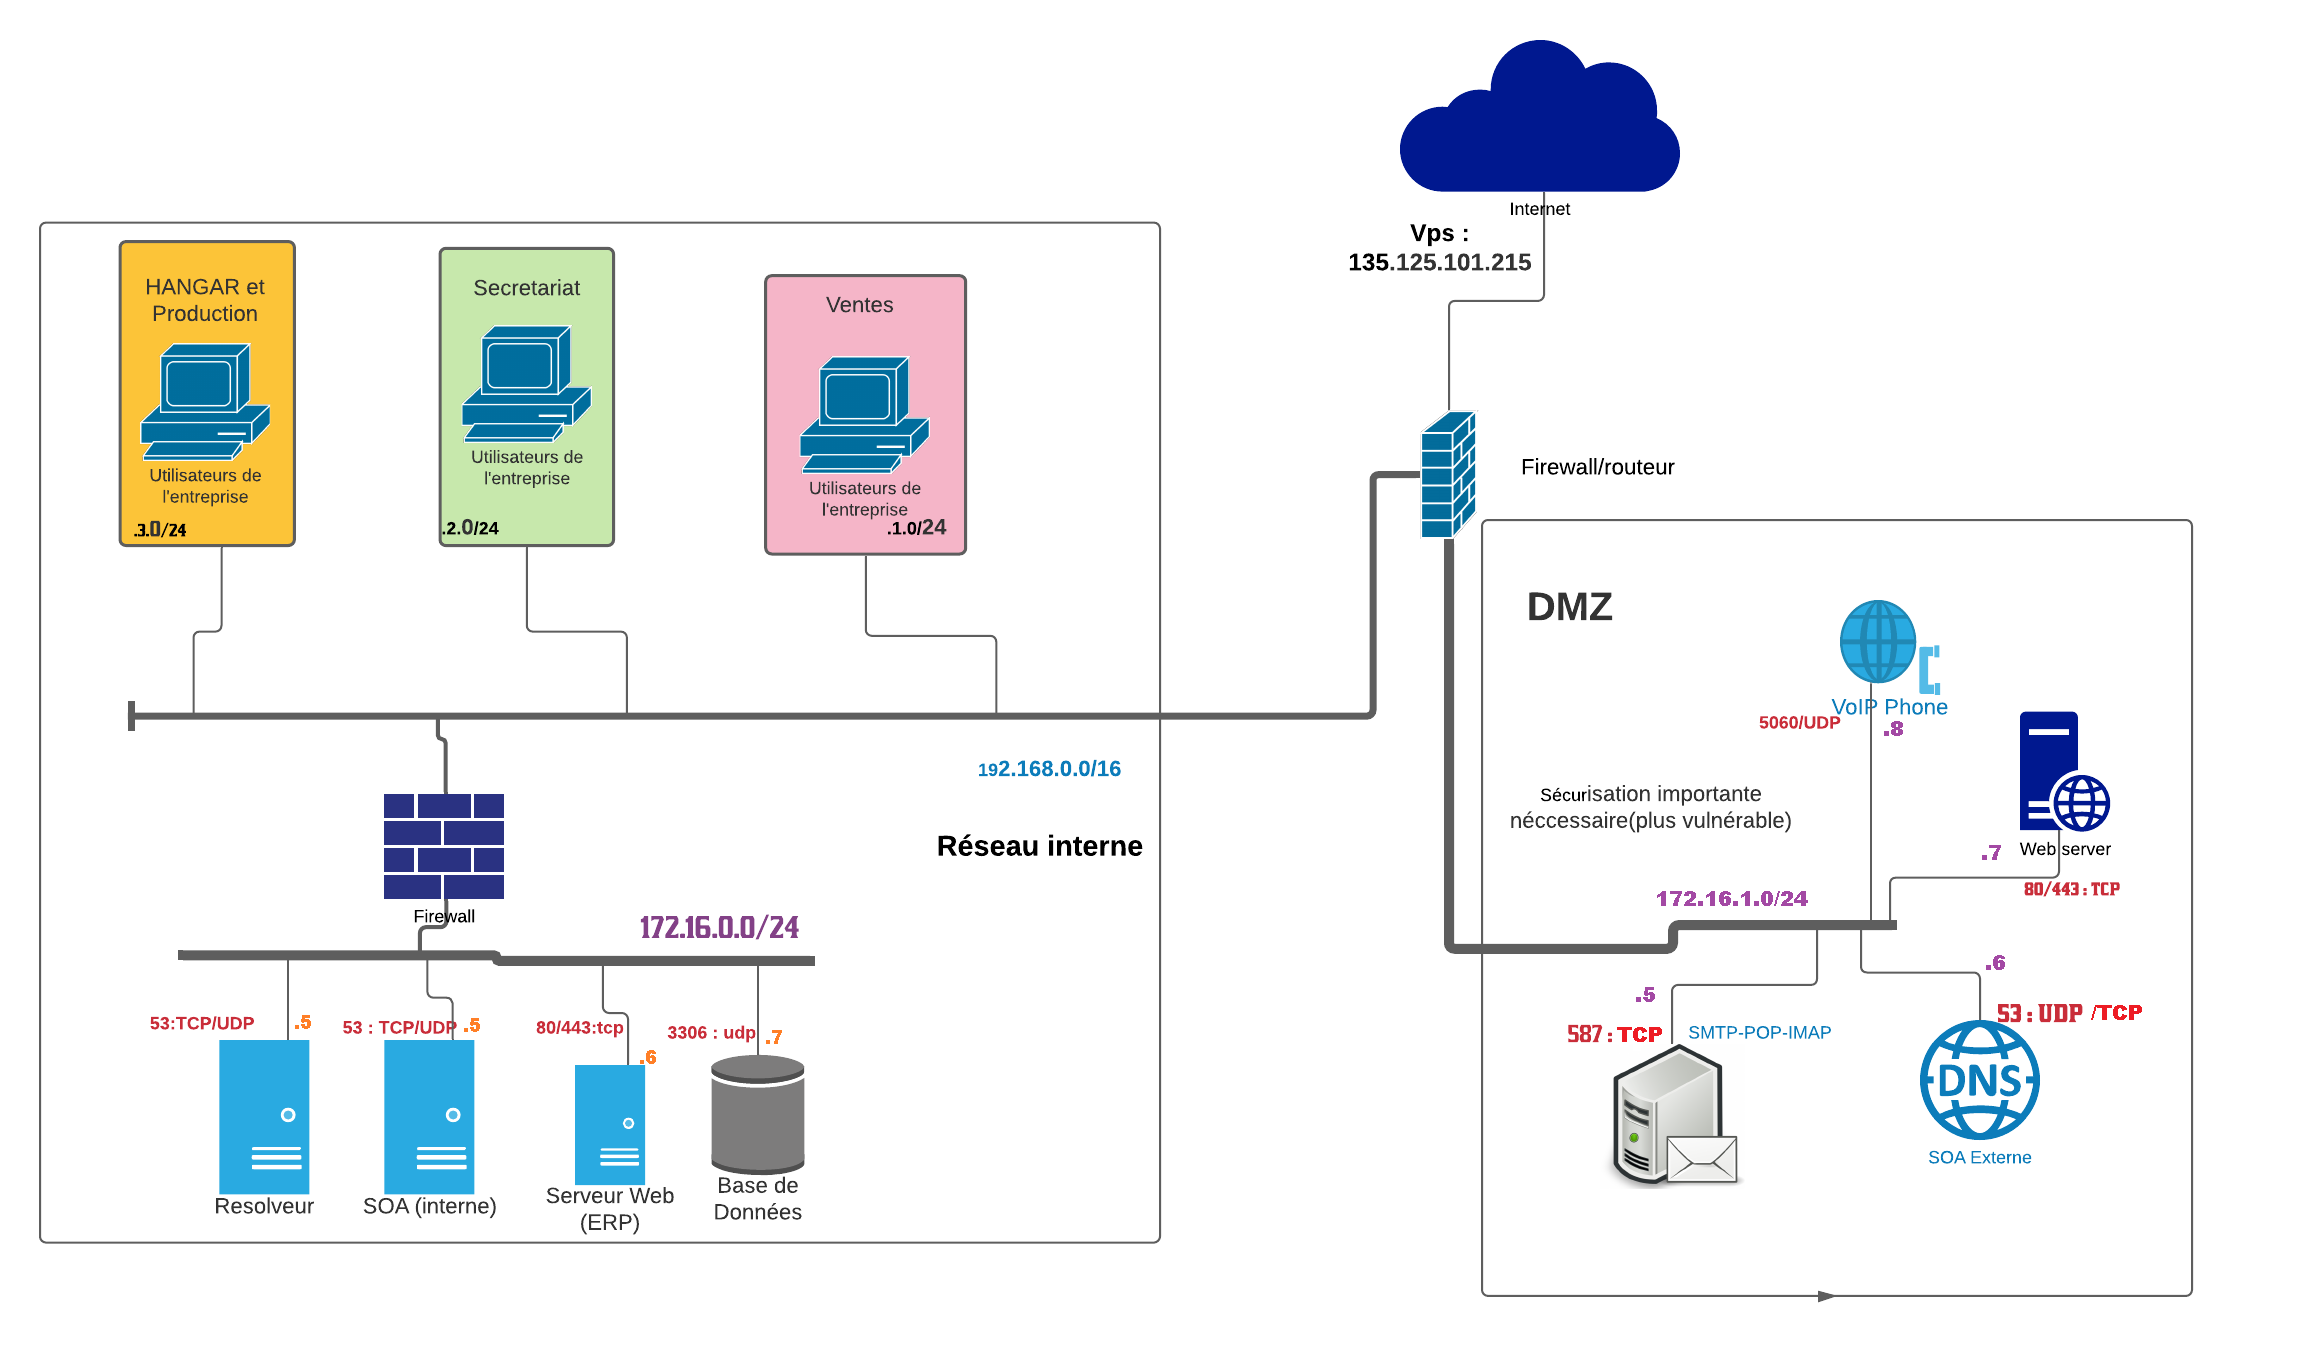 Internet
Vps :
135.125.101.215
HANGAR et
Production
Utilisateurs de
l'entreprise
.3.0/24
Secretariat
Utilisateurs de
l'entreprise
.2.0/24
Ventes
Utilisateurs de
l'entreprise
.1.0/24
Firewall/routeur
192.168.0.0/16
Réseau interne
Firewall
172.16.0.0/24
53:TCP/UDP
.5
53 : TCP/UDP
.5
80/443:tcp
.6
3306 : udp
.7
Resolveur
SOA (interne)
Serveur Web
(ERP)
Base de
Données
DMZ
VoIP Phone
5060/UDP
.8
Sécurisation importante
néccessaire(plus vulnérable)
.7
Web server
80/443 : TCP
172.16.1.0/24
.5
587 : TCP
SMTP-POP-IMAP
.6
53 : UDP /TCP
DNS
SOA Externe